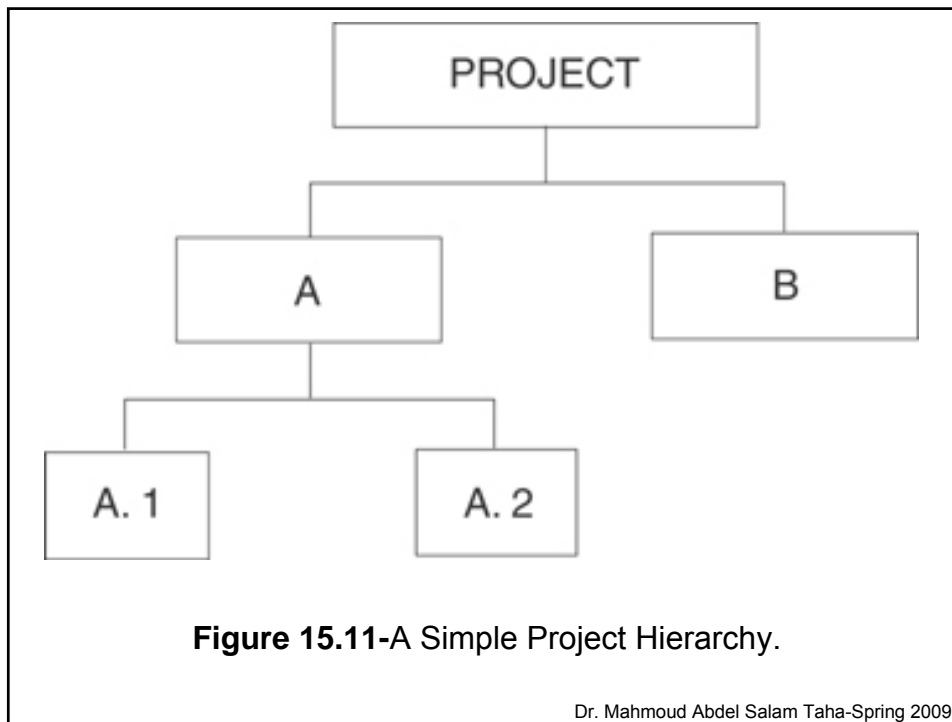 PROJECT
A
B
A. 1
A. 2
Figure 15.11-A Simple Project Hierarchy.
Dr. Mahmoud Abdel Salam Taha-Spring 2009